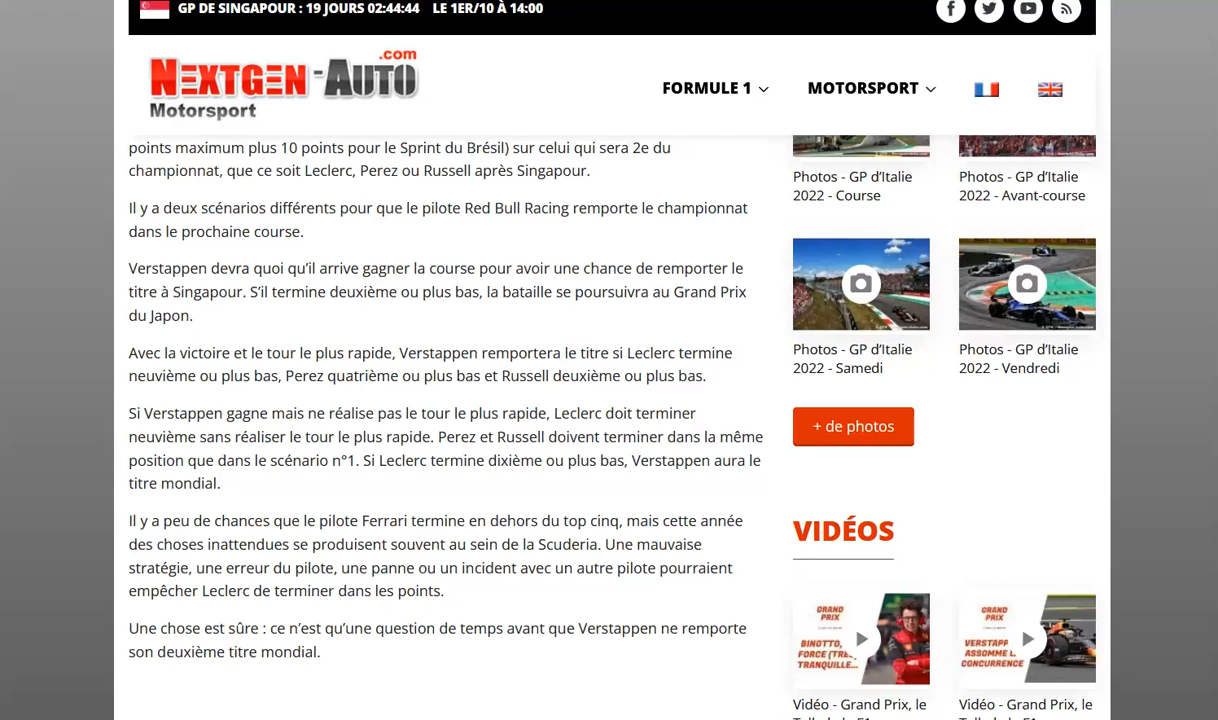 GP DE SINGAPOUR : 19 JOURS 02:44:44 LE 1ER/10 À 14:00
NEXTGEN-AUTO.com
Motorsport
FORMULE 1
MOTORSPORT
points maximum plus 10 points pour le Sprint du Brésil) sur celui qui sera 2e du
championnat, que ce soit Leclerc, Perez ou Russell après Singapour.
Il y a deux scénarios différents pour que le pilote Red Bull Racing remporte le championnat
dans le prochaine course.
Verstappen devra quoi qu’il arrive gagner la course pour avoir une chance de remporter le
titre à Singapour. S’il termine deuxième ou plus bas, la bataille se poursuivra au Grand Prix
du Japon.
Avec la victoire et le tour le plus rapide, Verstappen remportera le titre si Leclerc termine
neuvième ou plus bas, Perez quatrième ou plus bas et Russell deuxième ou plus bas.
Si Verstappen gagne mais ne réalise pas le tour le plus rapide, Leclerc doit terminer
neuvième sans réaliser le tour le plus rapide. Perez et Russell doivent terminer dans la même
position que dans le scénario n°1. Si Leclerc termine dixième ou plus bas, Verstappen aura le
titre mondial.
Il y a peu de chances que le pilote Ferrari termine en dehors du top cinq, mais cette année
des choses inattendues se produisent souvent au sein de la Scuderia. Une mauvaise
stratégie, une erreur du pilote, une panne ou un incident avec un autre pilote pourraient
empêcher Leclerc de terminer dans les points.
Une chose est sûre : ce n’est qu’une question de temps avant que Verstappen ne remporte
son deuxième titre mondial.
Photos - GP d’Italie
2022 - Course
Photos - GP d’Italie
2022 - Avant-course
Photos - GP d’Italie
2022 - Samedi
Photos - GP d’Italie
2022 - Vendredi
+ de photos
VIDÉOS
GRAND
PRIX
BINOTTO,
FORCE (TRÈ
TRANQUILLE...
GRAND
PRIX
VERSTAPP
ASSOMME L
CONCURRENCE
Vidéo - Grand Prix, le
Vidéo - Grand Prix, le